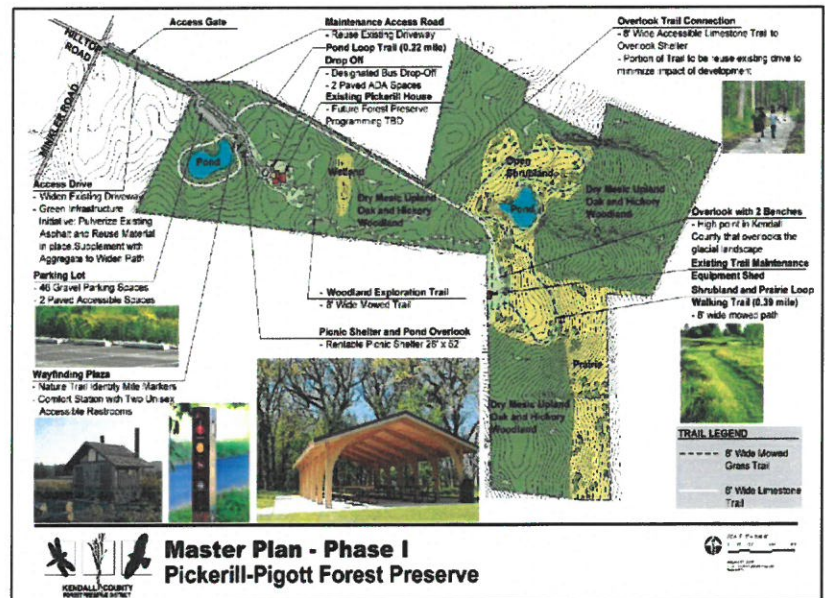 Access Gate
HILLTOP
ROAD
MINKLER ROAD
Maintenance Access Road
- Reuse Existing Driveway
Pond Loop Trail (0.22 mile)
Drop Off
- Designated Bus Drop-Off
- 2 Paved ADA Spaces
Existing Pickerill House
- Future Forest Preserve
Programming TBD
Overlook Trail Connection
- 8' Wide Accessible Limestone Trail to
Overlook Shelter
- Portion of Trail to be reuse existing drive to
minimize impact of development
Pond
Wetland
Dry Mesic Upland
Oak and Hickory
Woodland
Open
Shrubland
Pond
Dry Mesic Upland
Oak and Hickory
Woodland
Access Drive
- Widen Existing Driveway
- Green Infrastructure
Initiative: Pulverize Existing
Asphalt and Reuse Material
in place. Supplement with
Aggregate to Widen Path
Parking Lot
- 46 Gravel Parking Spaces
- 2 Paved Accessible Spaces
Overlook with 2 Benches
- High point in Kendall
County that overlooks the
glacial landscape
Existing Trail Maintenance
Equipment Shed
Shrubland and Prairie Loop
Walking Trail (0.39 mile)
- 8' wide mowed path
- Woodland Exploration Trail
- 8' Wide Mowed Trail
Picnic Shelter and Pond Overlook
- Rentable Picnic Shelter 28' x 52'
Wayfinding Plaza
- Nature Trail Identity Mile Markers
- Comfort Station with Two Unisex
Accessible Restrooms
Prairie
Dry Mesic Upland
Oak and Hickory
Woodland
TRAIL LEGEND
8' Wide Mowed
Grass Trail
8' Wide Limestone
Trail
KENDALL COUNTY
FOREST PRESERVE DISTRICT
Master Plan - Phase I
Pickerill-Pigott Forest Preserve